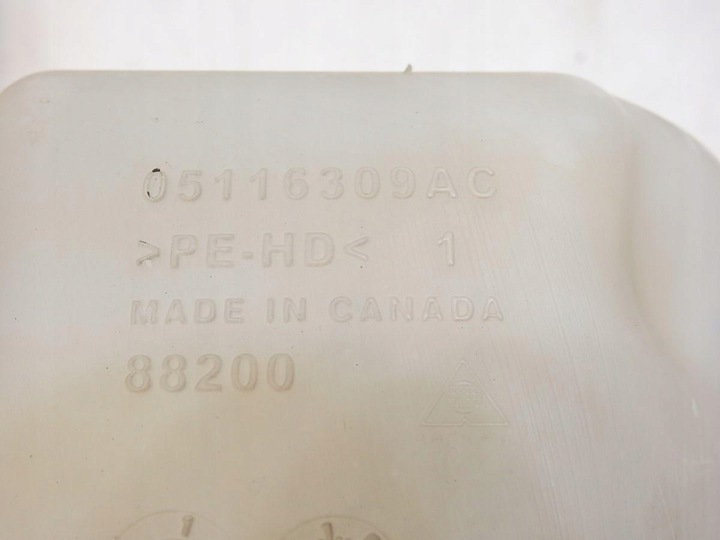 05116309AC
>PE-HD< 1
MADE IN CANADA
88200